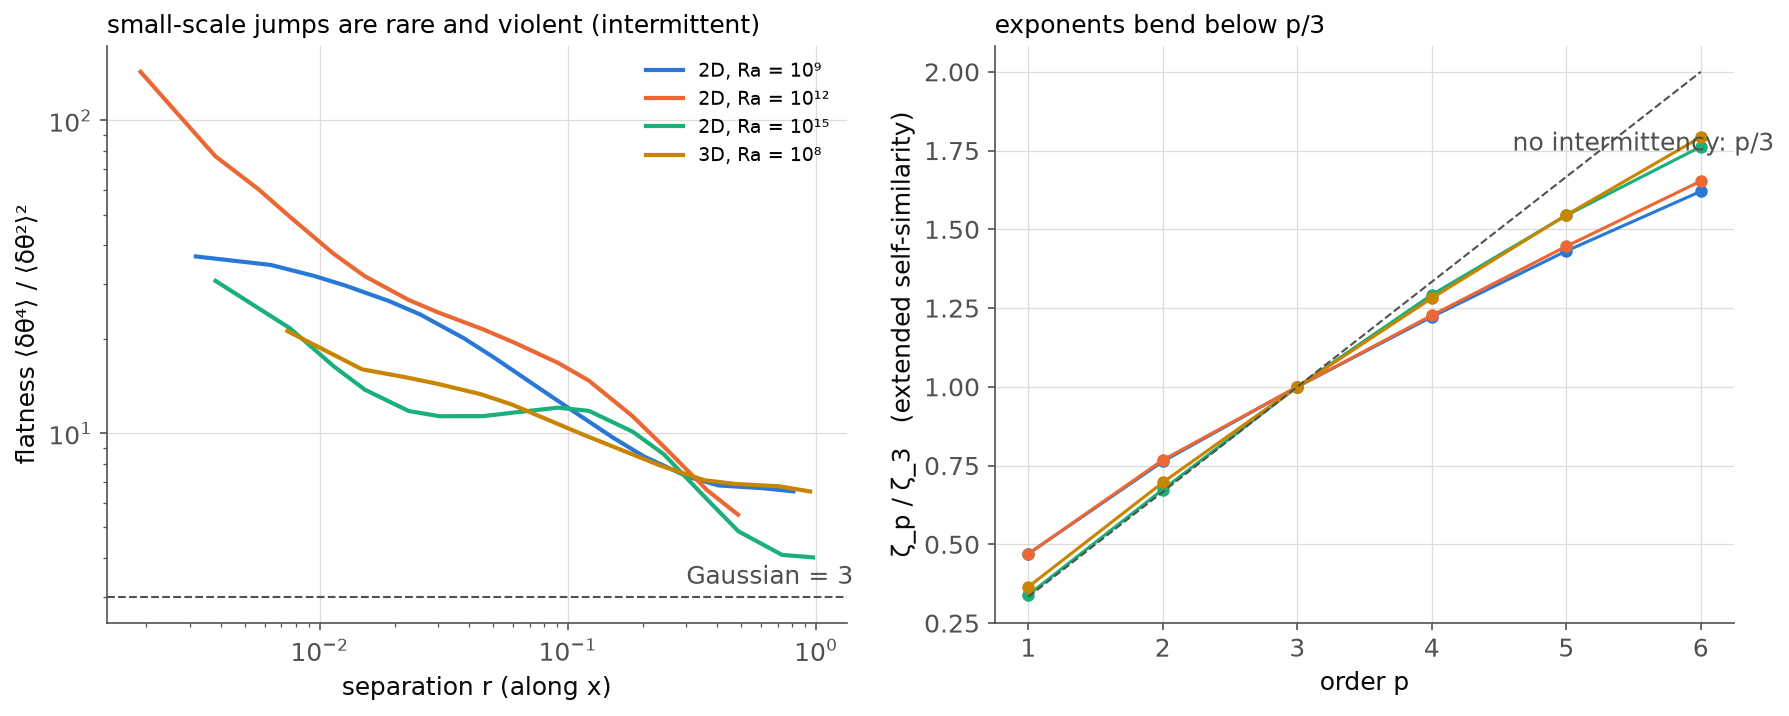 small-scale jumps are rare and violent (intermittent)
flatness ⟨δθ⁴⟩ / ⟨δθ²⟩²
10²
10¹
2D, Ra = 10⁹
2D, Ra = 10¹²
2D, Ra = 10¹⁵
3D, Ra = 10⁸
Gaussian = 3
10⁻²
10⁻¹
10⁰
separation r (along x)
exponents bend below p/3
ζ_p / ζ_3   (extended self-similarity)
2.00
1.75
1.50
1.25
1.00
0.75
0.50
0.25
no intermittency: p/3
1
2
3
4
5
6
order p